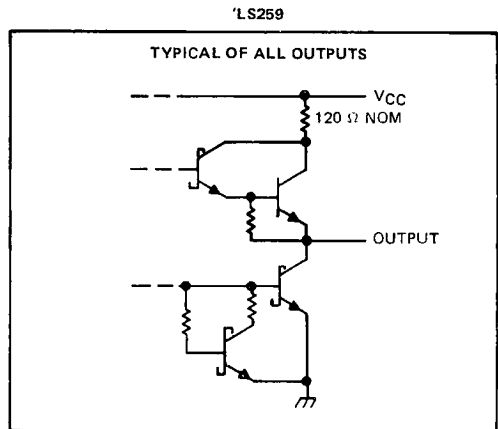 'LS259
TYPICAL OF ALL OUTPUTS
VCC
120 Ω NOM
OUTPUT